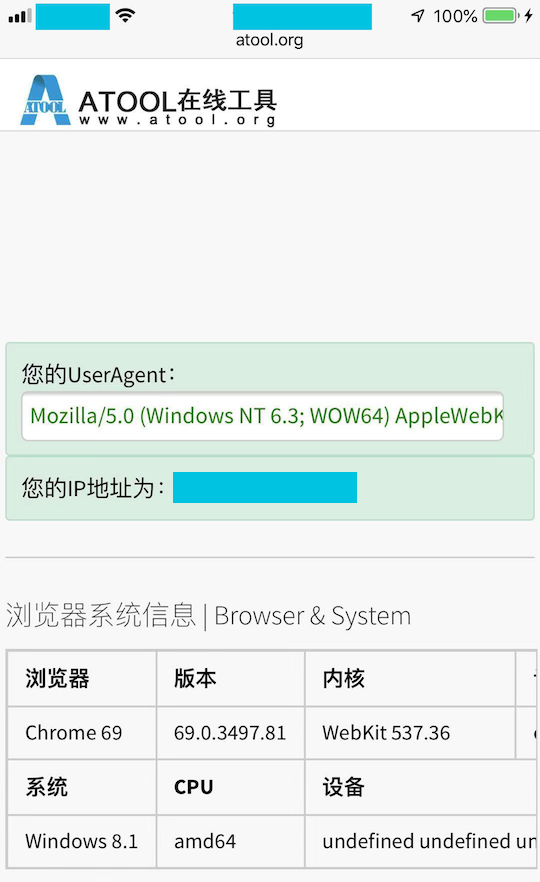 100%
atool.org
ATOOL
ATOOL在线工具
www.atool.org
您的UserAgent：
Mozilla/5.0 (Windows NT 6.3; WOW64) AppleWebK
您的IP地址为：
浏览器系统信息 | Browser & System
浏览器 版本 内核
Chrome 69 69.0.3497.81 WebKit 537.36
系统 CPU 设备
Windows 8.1 amd64 undefined undefined un